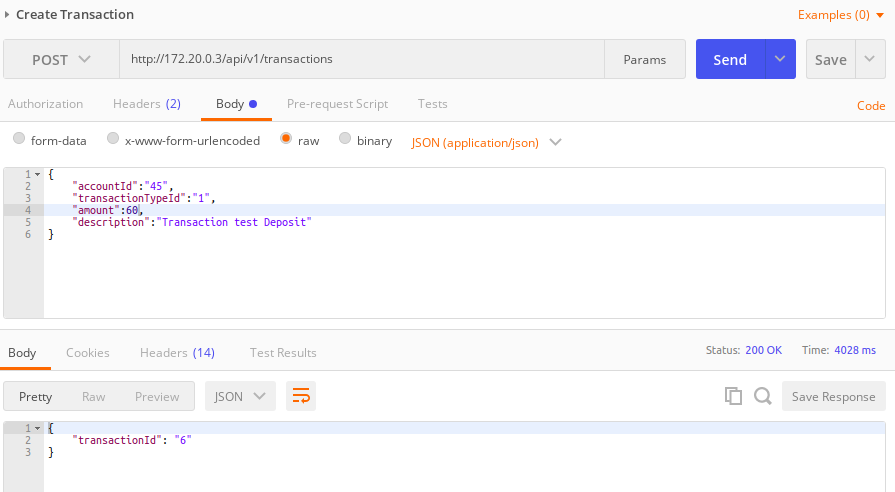 Create Transaction Examples (0)
POST http://172.20.0.3/api/v1/transactions Params Send Save
Authorization Headers (2) Body Pre-request Script Tests Code
form-data x-www-form-urlencoded raw binary JSON (application/json)
1 {
2 "accountId":"45",
3 "transactionTypeId":"1",
4 "amount":60,
5 "description":"Transaction test Deposit"
6 }
Body Cookies Headers (14) Test Results Status: 200 OK Time: 4028 ms
Pretty Raw Preview JSON Save Response
1 {
2 "transactionId": "6"
3 }